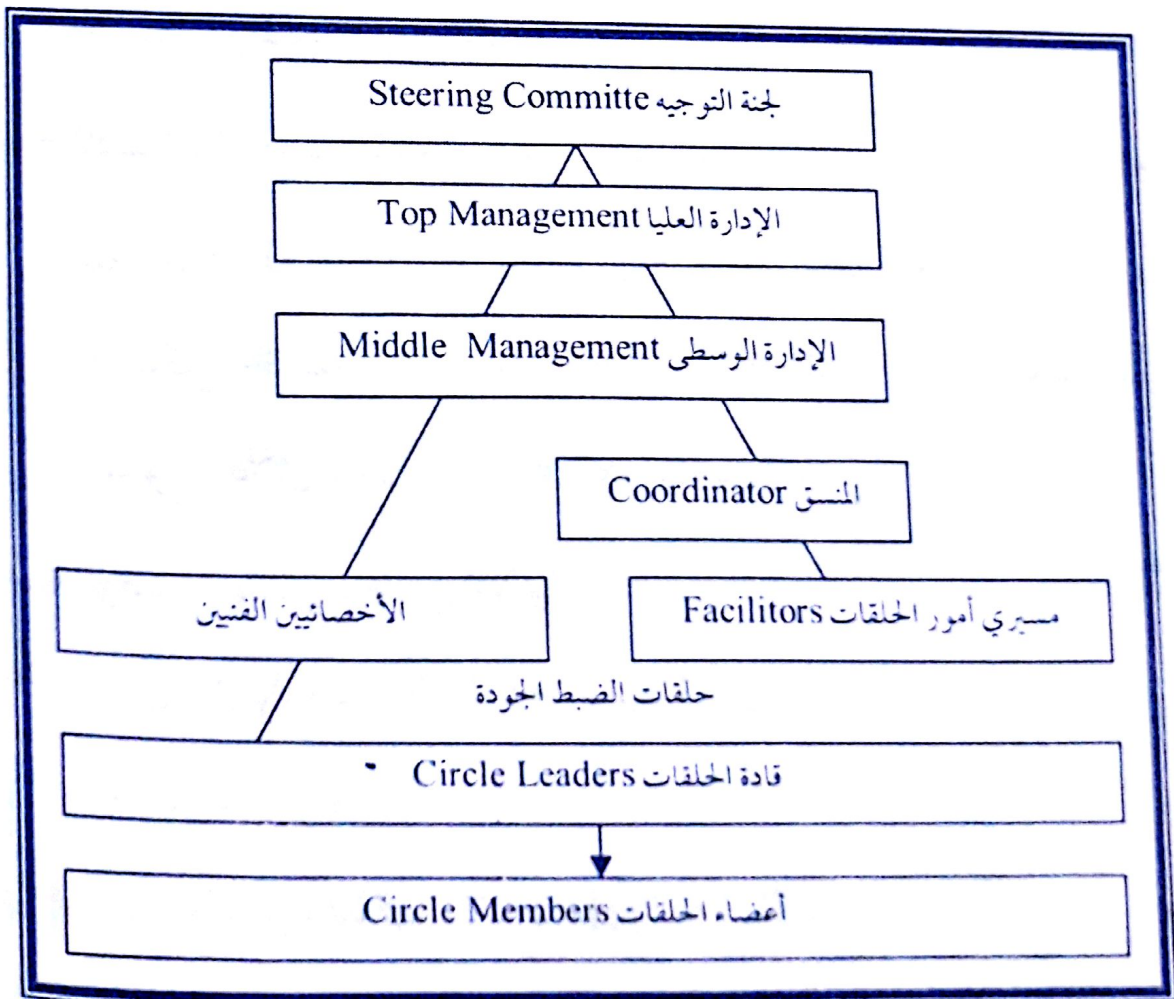 لجنة التوجيه Steering Committe
الإدارة العليا Top Management
الإدارة الوسطى Middle Management
المنسق Coordinator
مسيري أمور الحلقات Facilitors
الأخصائيين الفنيين
حلقات الضبط الجودة
قادة الحلقات Circle Leaders
أعضاء الحلقات Circle Members